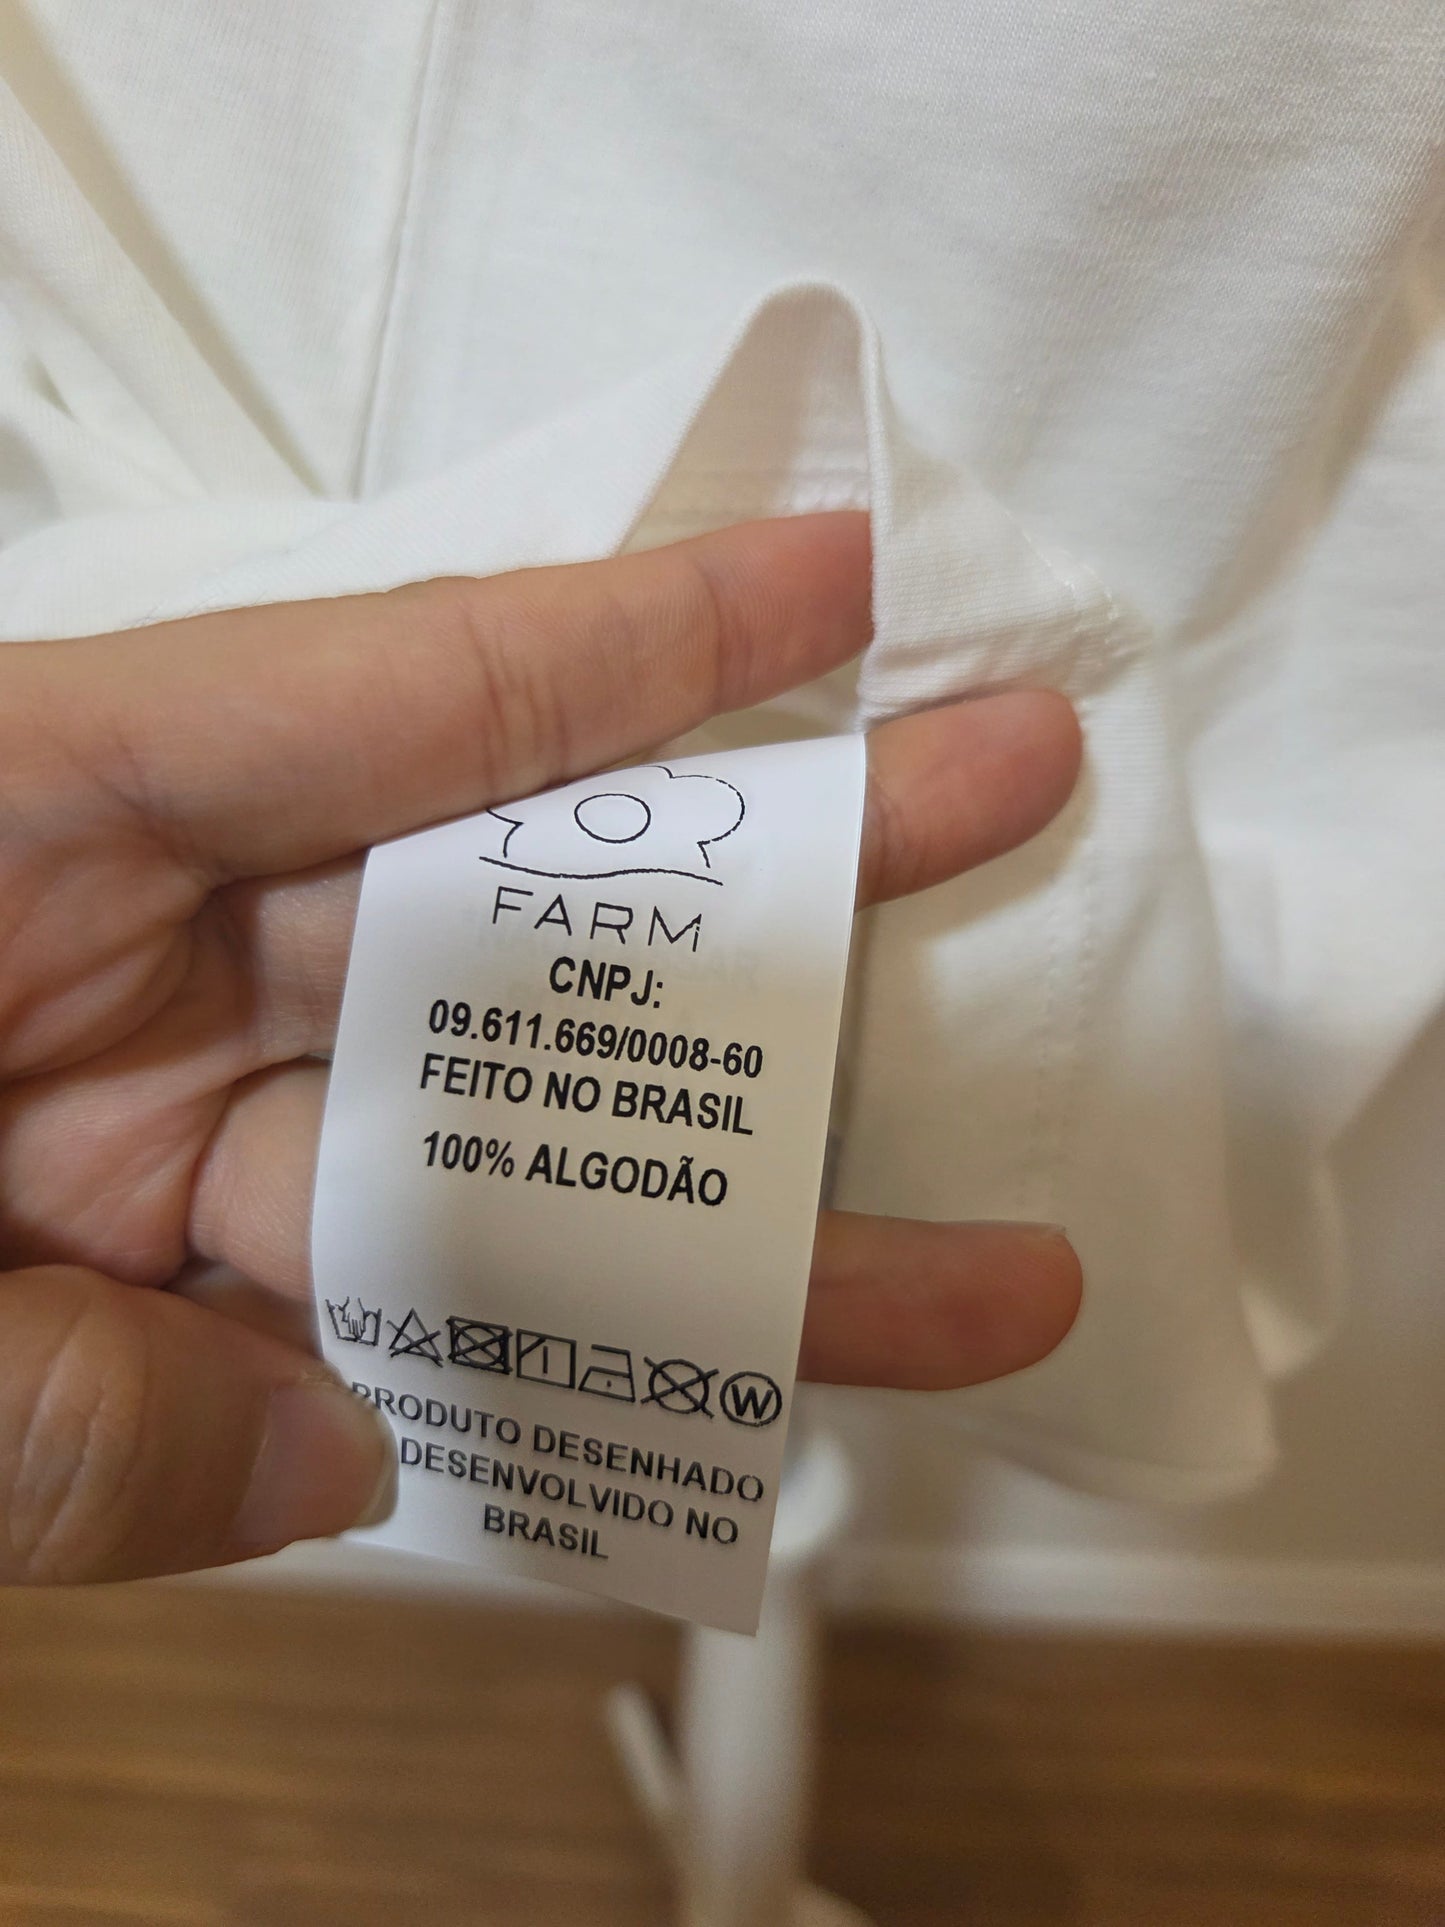 FARM
CNPJ:
09.611.669/0008-60
FEITO NO BRASIL
100% ALGODÃO
W
PRODUTO DESENHADO
DESENVOLVIDO NO
BRASIL